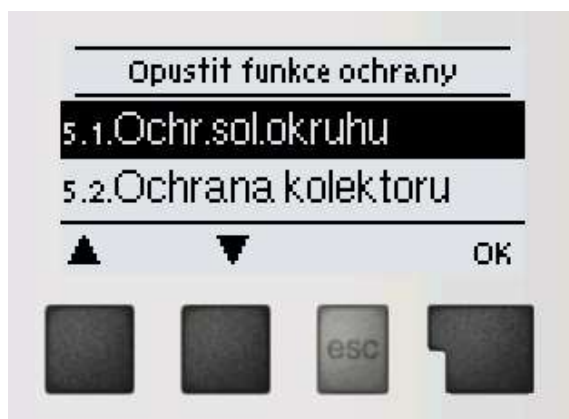 Opustit funkce ochrany
5.1.Ochr.sol.okruhu
5.2.Ochrana kolektoru
▲ ▼ OK
esc